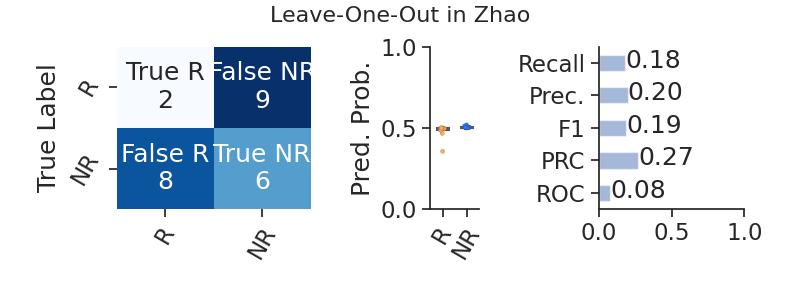 Leave-One-Out in Zhao
True Label
R
NR
True R
2
False NR
9
False R
8
True NR
6
R
NR
Pred. Prob.
1.0
0.5
0.0
R
NR
Recall
0.18
Prec.
0.20
F1
0.19
PRC
0.27
ROC
0.08
0.0
0.5
1.0